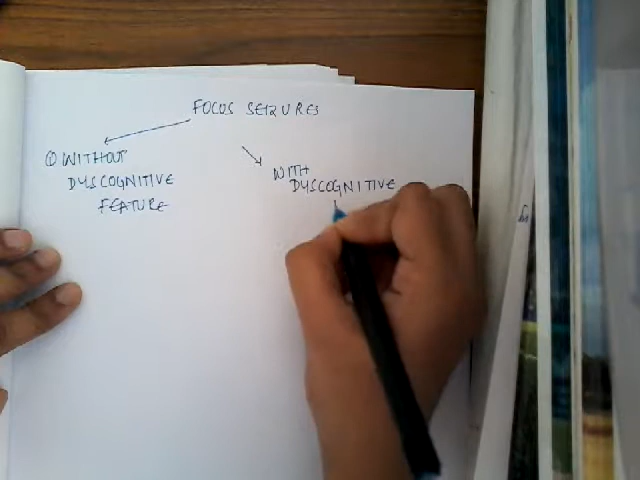 FOCUS SEIZURES
① WITHOUT
DYSCOGNITIVE
FEATURE
WITH
DYSCOGNITIVE